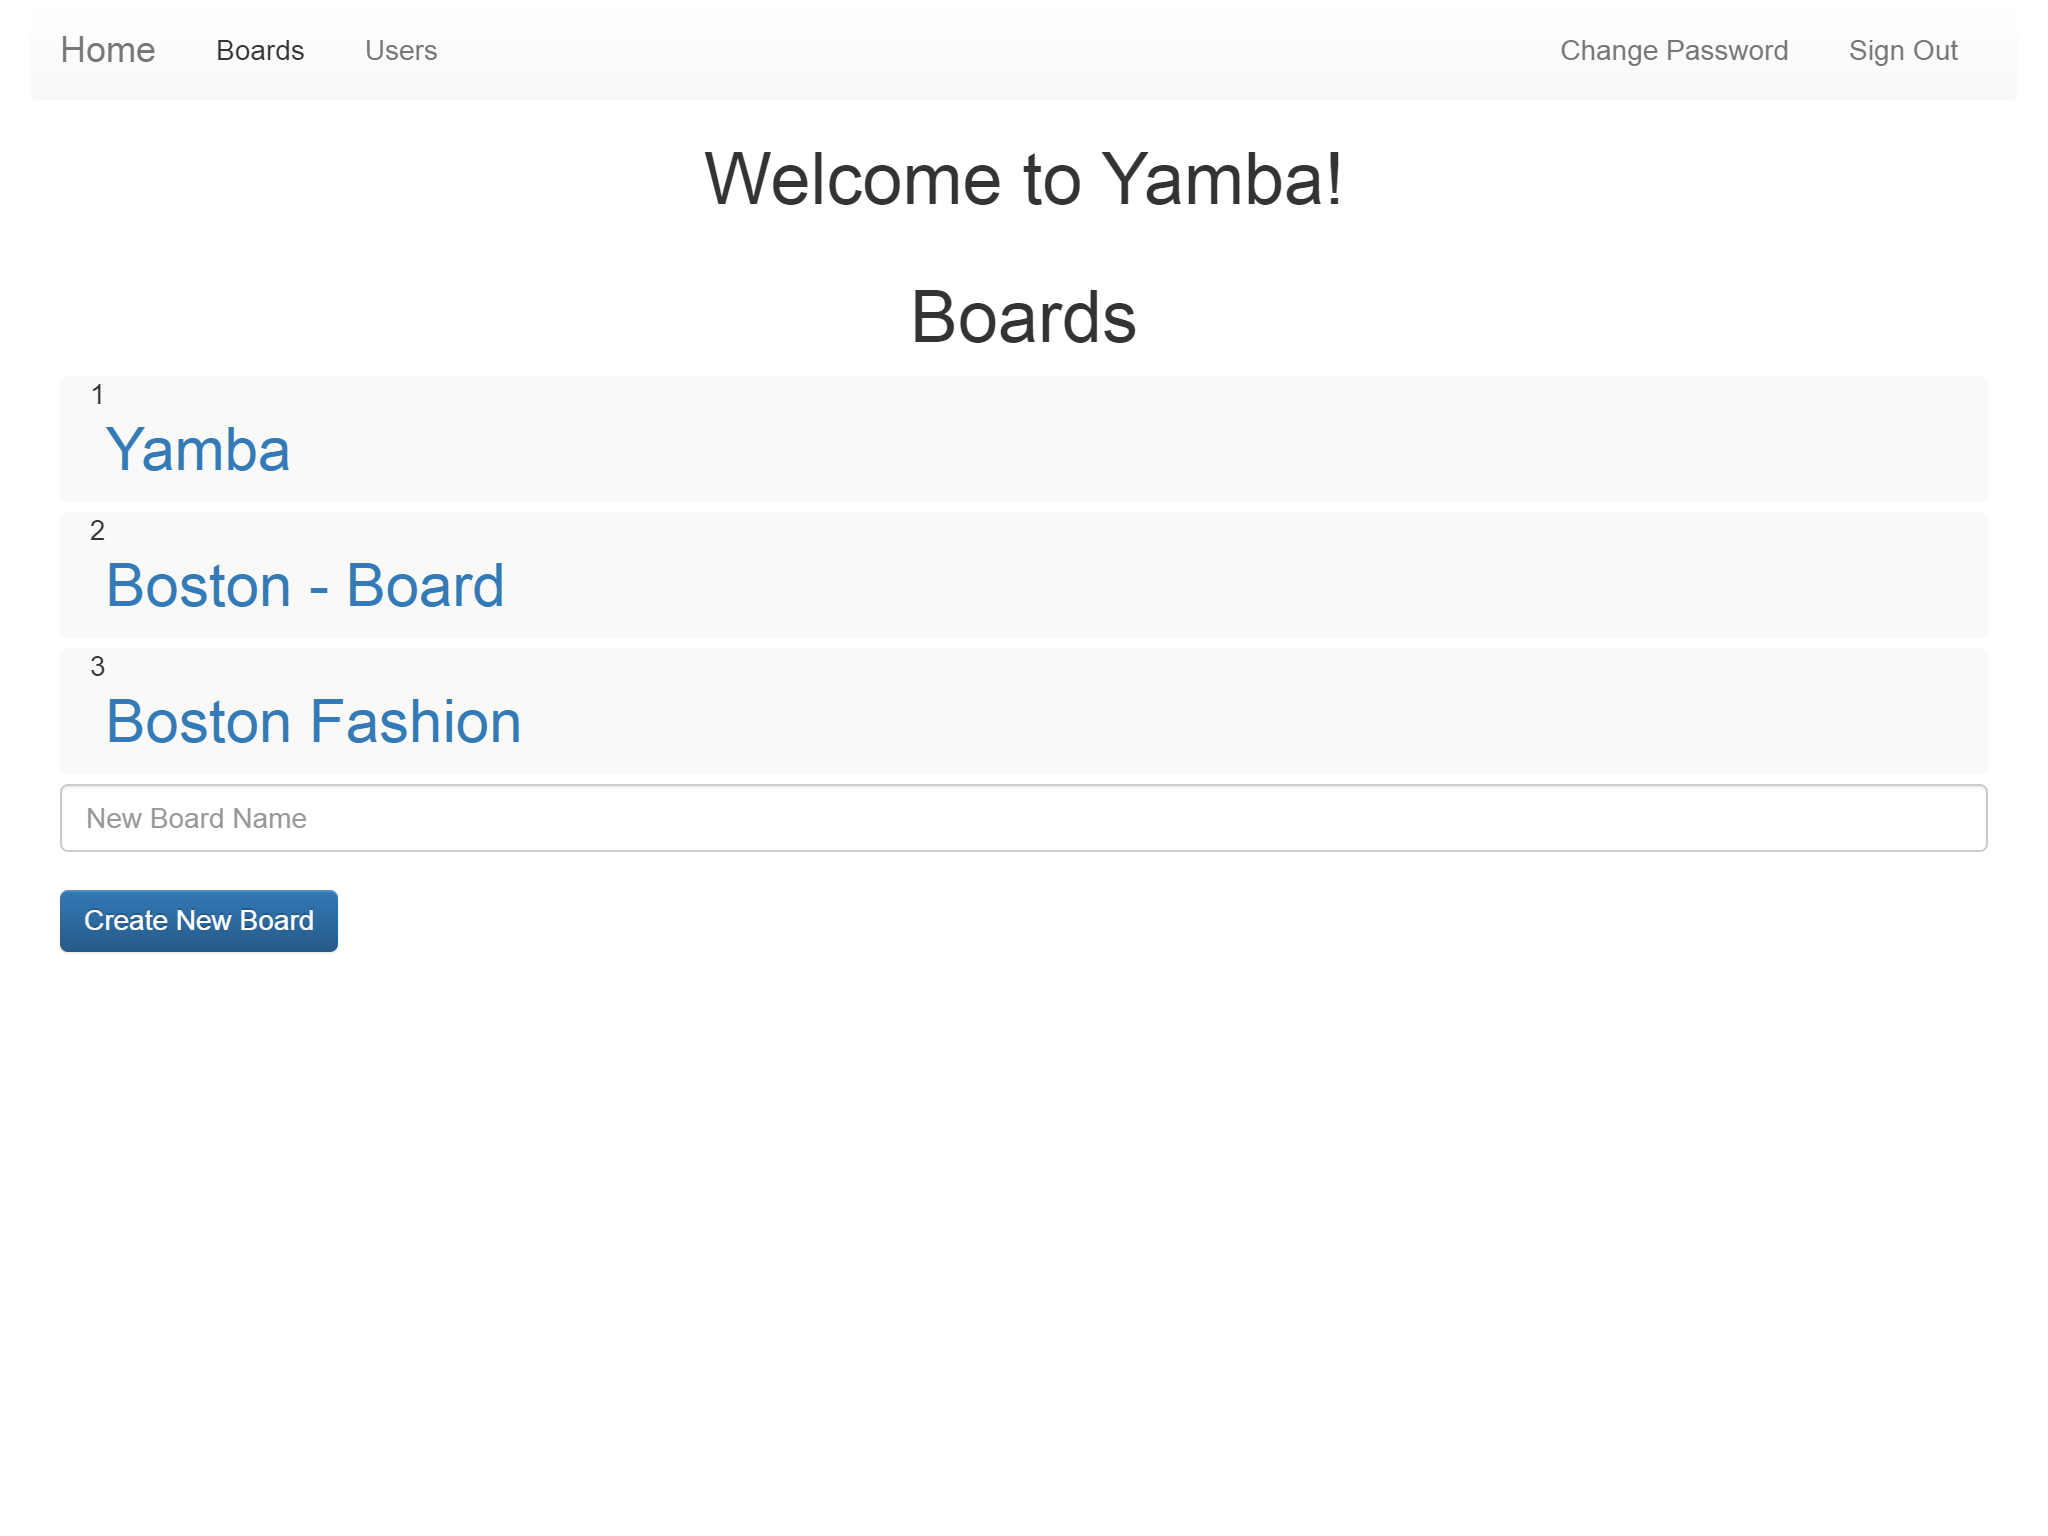 Home Boards Users Change Password Sign Out
Welcome to Yamba!
Boards
1
Yamba
2
Boston - Board
3
Boston Fashion
New Board Name
Create New Board